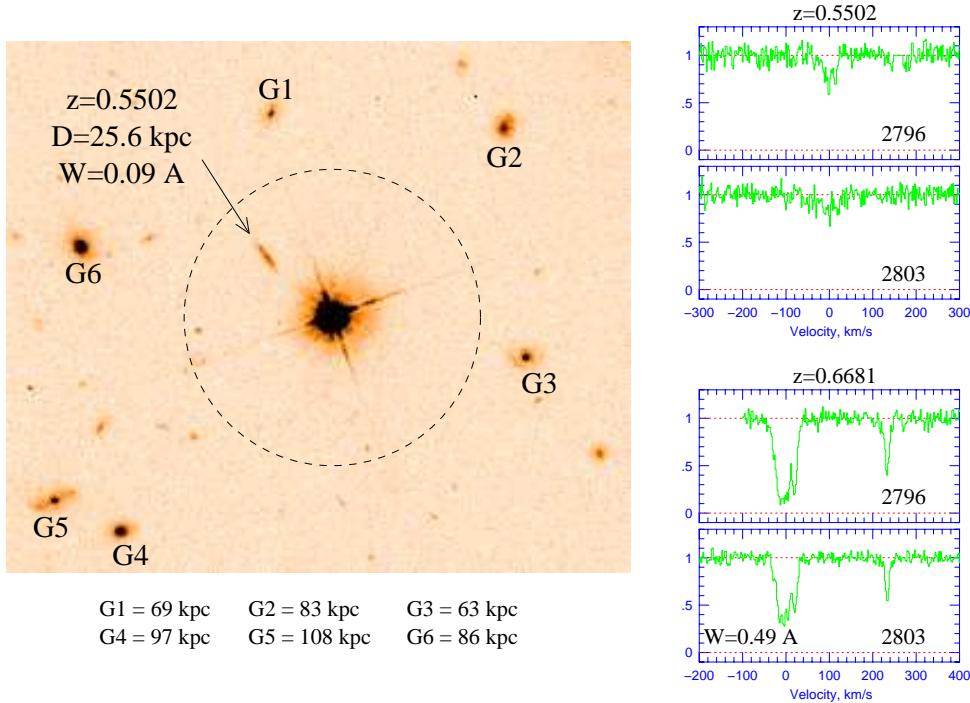 z=0.5502
D=25.6 kpc
W=0.09 A
G1
G2
G6
G3
G5
G4
G1 = 69 kpc G2 = 83 kpc G3 = 63 kpc
G4 = 97 kpc G5 = 108 kpc G6 = 86 kpc
z=0.5502
1
.5
0
2796
1
.5
0
2803
−300 −200 −100 0 100 200 300
Velocity, km/s
z=0.6681
1
.5
0
2796
1
.5
0
W=0.49 A 2803
−200 −100 0 100 200 300 400
Velocity, km/s